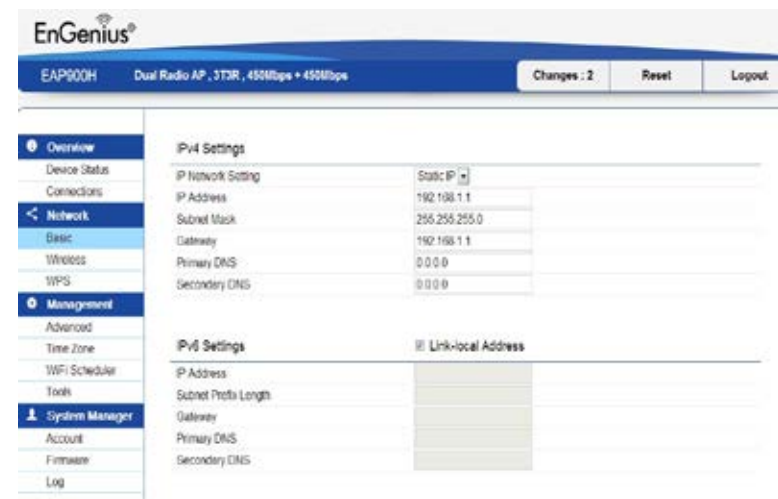 EnGenius®
EAP900H Dual Radio AP , 3T3R , 450Mbps + 450Mbps Changes : 2 Reset Logout
Overview
Device Status
Connections
Network
Basic
Wireless
WPS
Management
Advanced
Time Zone
WiFi Scheduler
Tools
System Manager
Account
Firmware
Log
IPv4 Settings
IP Network Setting Static IP
IP Address 192.168.1.1
Subnet Mask 255.255.255.0
Gateway 192.168.1.1
Primary DNS 0.0.0.0
Secondary DNS 0.0.0.0
IPv6 Settings Link-local Address
IP Address
Subnet Prefix Length
Gateway
Primary DNS
Secondary DNS